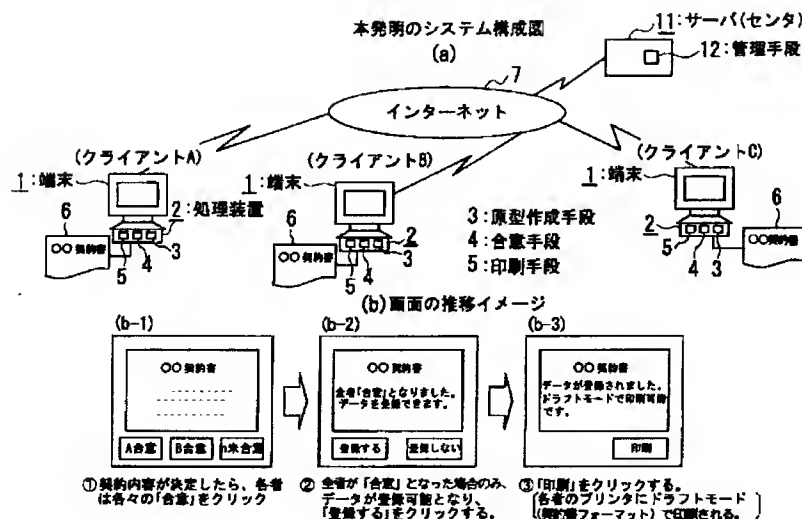 本発明のシステム構成図
(a)
11:サーバ(センタ)
12:管理手段
7
インターネット
(クライアントA)
1:端末
2:処理装置
6
〇〇契約書
5
4
3
(クライアントB)
1:端末
6
〇〇契約書
2
5
4
3
3:原型作成手段
4:合意手段
5:印刷手段
(クライアントC)
1:端末
2
6
〇〇契約書
5
4
3
(b)画面の推移イメージ
(b-1)
〇〇契約書
A合意
B合意
n未合意
(b-2)
〇〇契約書
全者「合意」となりました。
データを登録できます。
登録する
登録しない
(b-3)
〇〇契約書
データが登録されました。
ドラフトモードで印刷可能
です。
印刷
①契約内容が決定したら、各者
は各々の「合意」をクリック
②全者が「合意」となった場合のみ、
データが登録可能となり、
「登録する」をクリックする。
③「印刷」をクリックする。
各者のプリンタにドラフトモード
(契約書フォーマット)で印刷される。